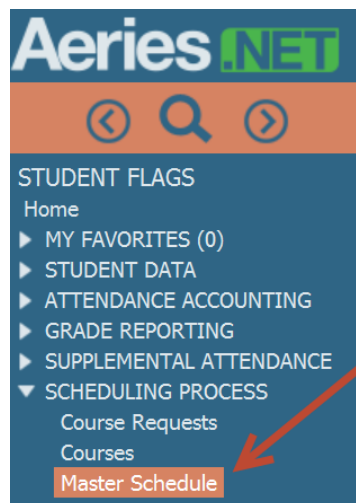 Aeries.NET
STUDENT FLAGS
Home
MY FAVORITES (0)
STUDENT DATA
ATTENDANCE ACCOUNTING
GRADE REPORTING
SUPPLEMENTAL ATTENDANCE
SCHEDULING PROCESS
Course Requests
Courses
Master Schedule